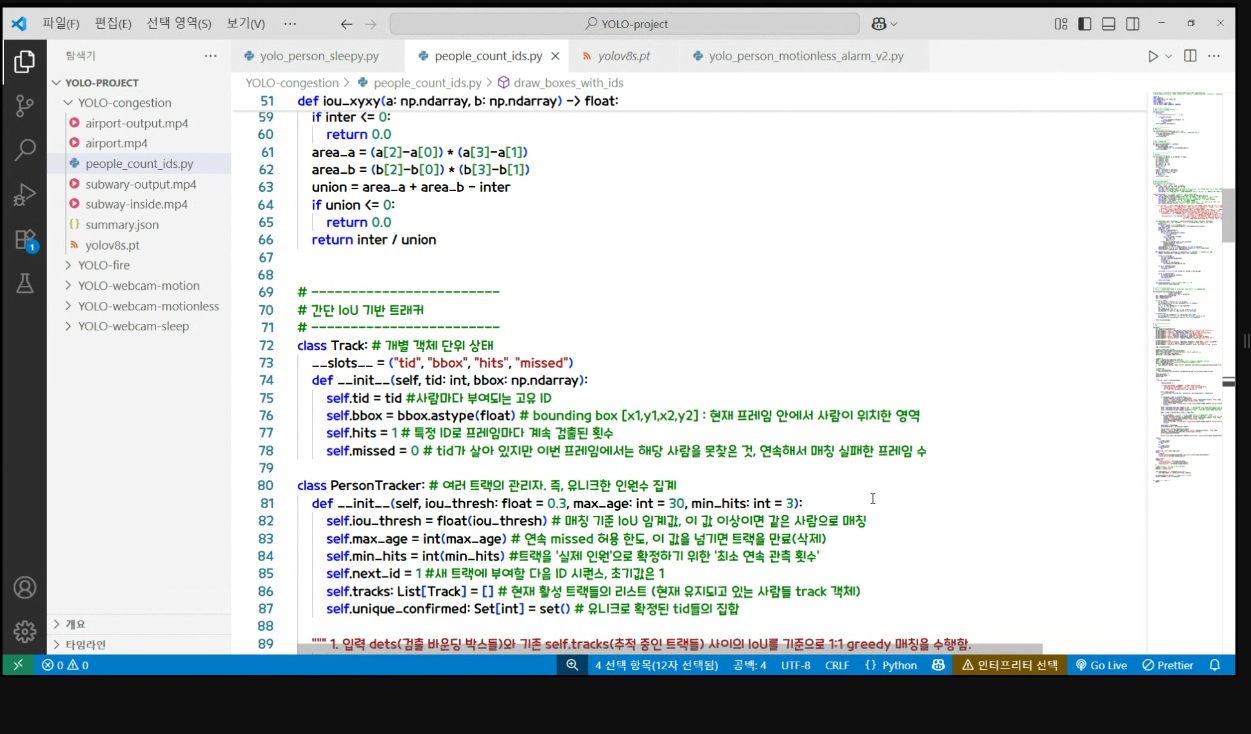 파일(F) 편집(E) 선택 영역(S) 보기(V) ··· YOLO-project
탐색기 ···
yolo_person_sleepy.py people_count_ids.py yolov8s.pt yolo_person_motionless_alarm_v2.py
YOLO-PROJECT
YOLO-congestion
airport-output.mp4
airport.mp4
people_count_ids.py
subwary-output.mp4
subway-inside.mp4
summary.json
yolov8s.pt
YOLO-fire
YOLO-webcam-motion
YOLO-webcam-motionless
YOLO-webcam-sleep
개요
타임라인
1
YOLO-congestion > people_count_ids.py > draw_boxes_with_ids
51 def iou_xyxy(a: np.ndarray, b: np.ndarray) -> float:
59 if inter <= 0:
60 return 0.0
61 area_a = (a[2]-a[0]) * (a[3]-a[1])
62 area_b = (b[2]-b[0]) * (b[3]-b[1])
63 union = area_a + area_b - inter
64 if union <= 0:
65 return 0.0
66 return inter / union
67
68
69 # -------------------------
70 # 간단 IoU 기반 트래커
71 # -------------------------
72 class Track: # 개별 객체 단위 상태
73 __slots__ = ("tid", "bbox", "hits", "missed")
74 def __init__(self, tid: int, bbox: np.ndarray):
75 self.tid = tid #사람마다 부여되는 고유 ID
76 self.bbox = bbox.astype(float) # bounding box [x1,y1,x2,y2] : 현재 프레임 안에서 사람이 위치한 영역
77 self.hits = 1 # 특정 ID로 프레임마다 계속 검출된 횟수
78 self.missed = 0 # tid가 살아 있지만 이번 프레임에서는 해당 사람을 못찾은 것, 연속해서 매칭 실패한 프레임 수
79
80 class PersonTracker: # 여러 트랙의 관리자. 즉, 유니크한 인원수 집계
81 def __init__(self, iou_thresh: float = 0.3, max_age: int = 30, min_hits: int = 3):
82 self.iou_thresh = float(iou_thresh) # 매칭 기준 IoU 임계값, 이 값 이상이면 같은 사람으로 매칭
83 self.max_age = int(max_age) # 연속 missed 허용 한도, 이 값을 넘기면 트랙을 만료(삭제)
84 self.min_hits = int(min_hits) #트랙을 '실제 인원'으로 확정하기 위한 '최소 연속 관측 횟수'
85 self.next_id = 1 #새 트랙에 부여할 다음 ID 시퀀스, 초기값은 1
86 self.tracks: List[Track] = [] # 현재 활성 트랙들의 리스트 (현재 유지되고 있는 사람들 track 객체)
87 self.unique_confirmed: Set[int] = set() # 유니크로 확정된 tid들의 집합
88
89 """ 1. 입력 dets(검출 바운딩 박스들)와 기존 self.tracks(추적 중인 트랙들) 사이의 IoU를 기준으로 1:1 greedy 매칭을 수행함.
0 0 4 선택 항목(12자 선택됨) 공백: 4 UTF-8 CRLF {} Python 인터프리터 선택 Go Live Prettier